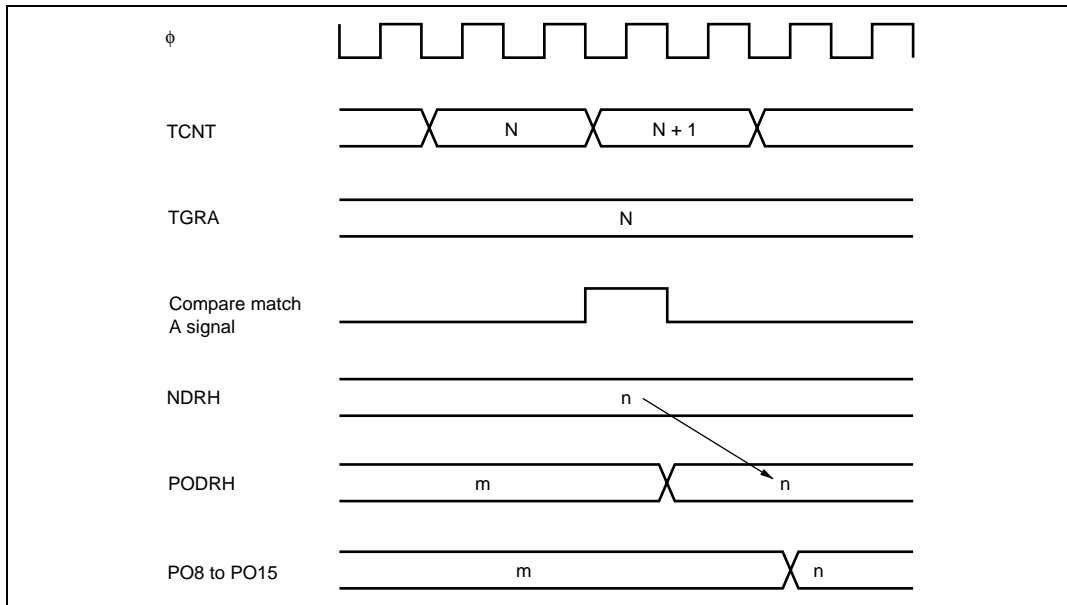 ϕ
TCNT
N
N + 1
TGRA
N
Compare match
A signal
NDRH
n
PODRH
m
n
PO8 to PO15
m
n